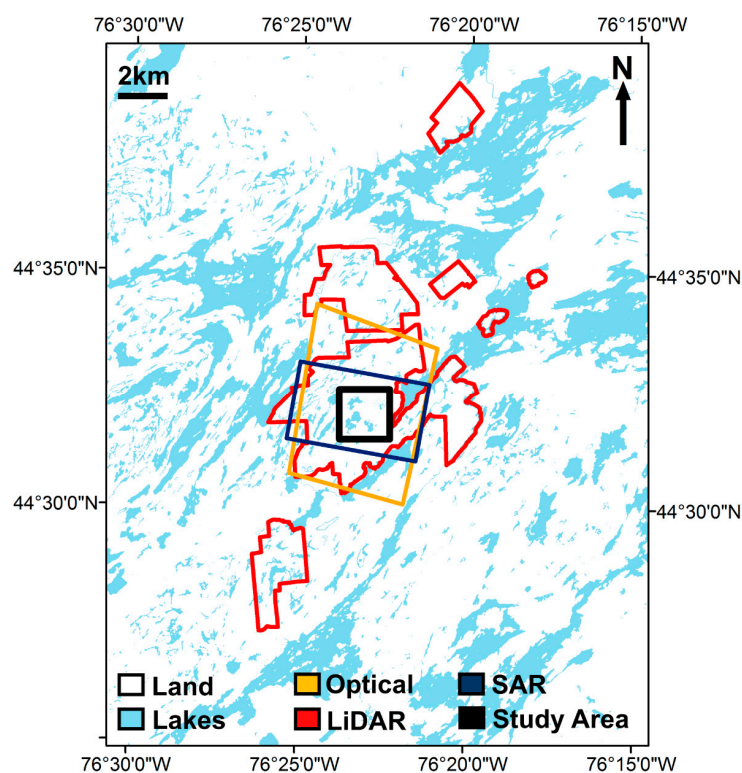 76°30'0"W 76°25'0"W 76°20'0"W 76°15'0"W
2km
N
44°35'0"N 44°35'0"N
44°30'0"N 44°30'0"N
Land Optical SAR
Lakes LiDAR Study Area
76°30'0"W 76°25'0"W 76°20'0"W 76°15'0"W